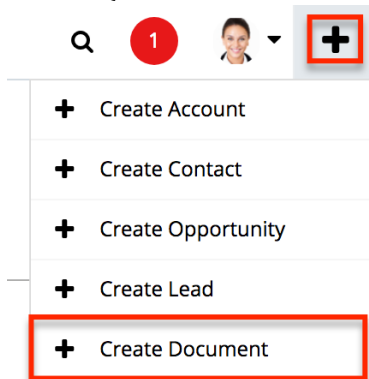 1
Create Account
Create Contact
Create Opportunity
Create Lead
Create Document